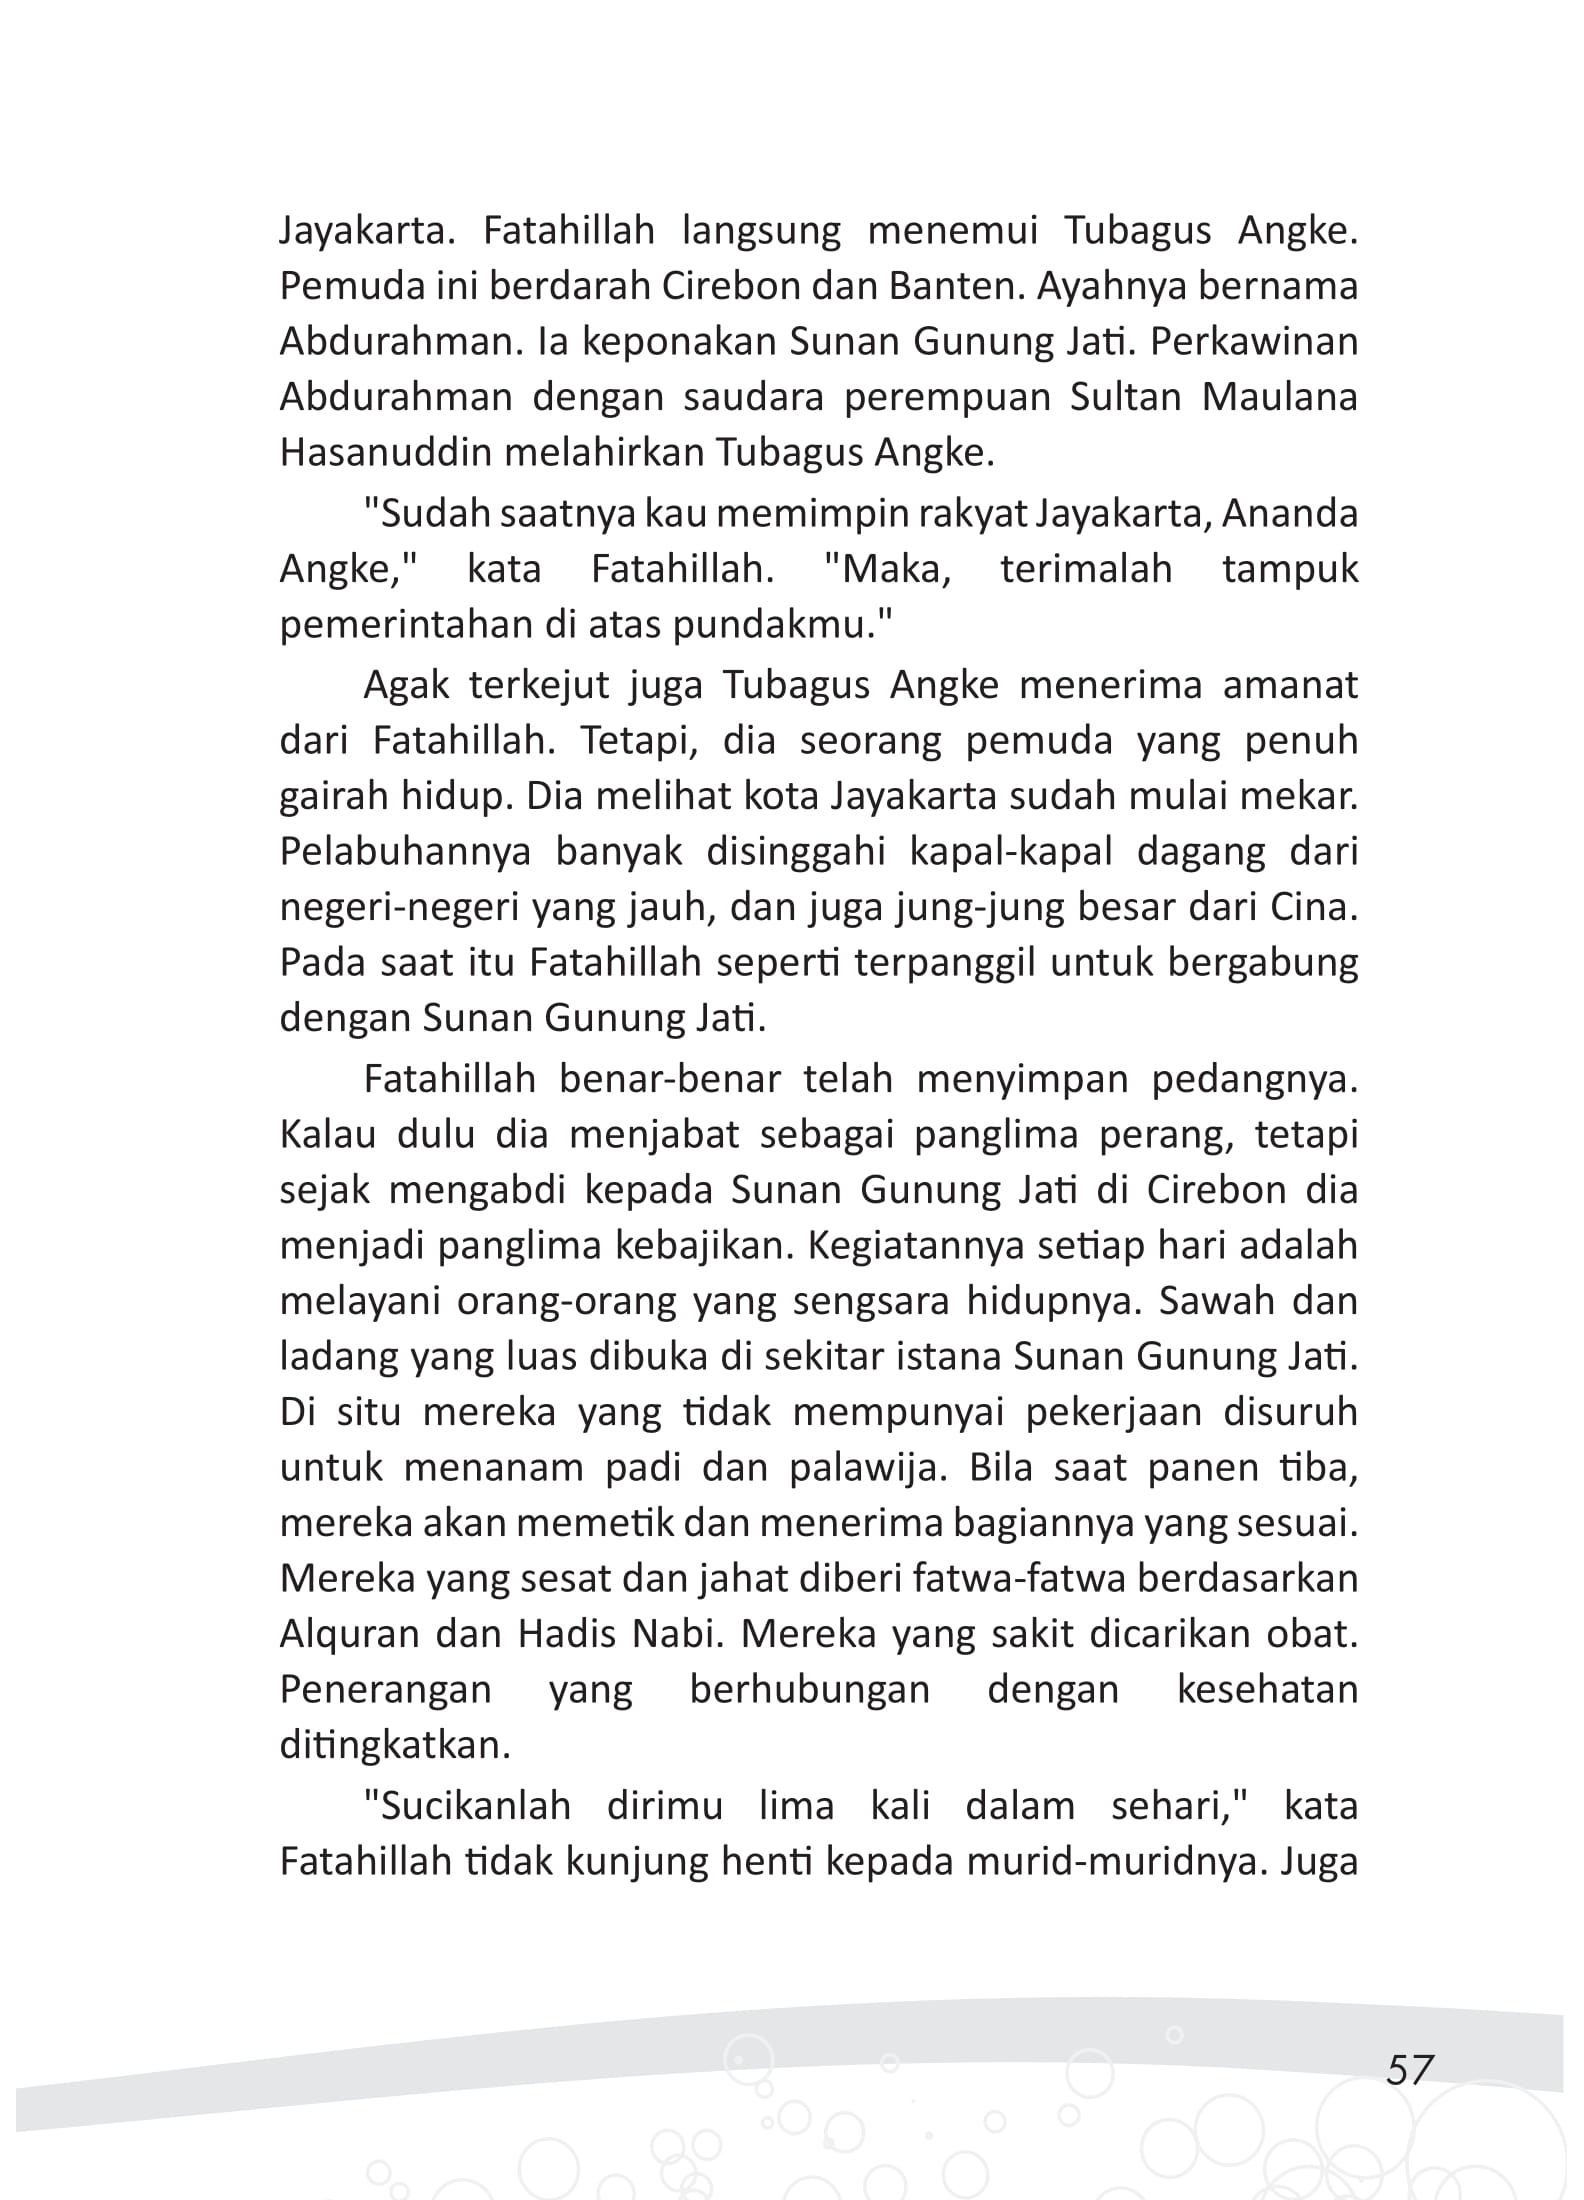 Jayakarta. Fatahillah langsung menemui Tubagus Angke.
Pemuda ini berdarah Cirebon dan Banten. Ayahnya bernama
Abdurahman. Ia keponakan Sunan Gunung Jati. Perkawinan
Abdurahman dengan saudara perempuan Sultan Maulana
Hasanuddin melahirkan Tubagus Angke.
"Sudah saatnya kau memimpin rakyat Jayakarta, Ananda
Angke," kata Fatahillah. "Maka, terimalah tampuk
pemerintahan di atas pundakmu."
Agak terkejut juga Tubagus Angke menerima amanat
dari Fatahillah. Tetapi, dia seorang pemuda yang penuh
gairah hidup. Dia melihat kota Jayakarta sudah mulai mekar.
Pelabuhannya banyak disinggahi kapal-kapal dagang dari
negeri-negeri yang jauh, dan juga jung-jung besar dari Cina.
Pada saat itu Fatahillah seperti terpanggil untuk bergabung
dengan Sunan Gunung Jati.
Fatahillah benar-benar telah menyimpan pedangnya.
Kalau dulu dia menjabat sebagai panglima perang, tetapi
sejak mengabdi kepada Sunan Gunung Jati di Cirebon dia
menjadi panglima kebajikan. Kegiatannya setiap hari adalah
melayani orang-orang yang sengsara hidupnya. Sawah dan
ladang yang luas dibuka di sekitar istana Sunan Gunung Jati.
Di situ mereka yang tidak mempunyai pekerjaan disuruh
untuk menanam padi dan palawija. Bila saat panen tiba,
mereka akan memetik dan menerima bagiannya yang sesuai.
Mereka yang sesat dan jahat diberi fatwa-fatwa berdasarkan
Alquran dan Hadis Nabi. Mereka yang sakit dicarikan obat.
Penerangan yang berhubungan dengan kesehatan
ditingkatkan.
"Sucikanlah dirimu lima kali dalam sehari," kata
Fatahillah tidak kunjung henti kepada murid-muridnya. Juga
57